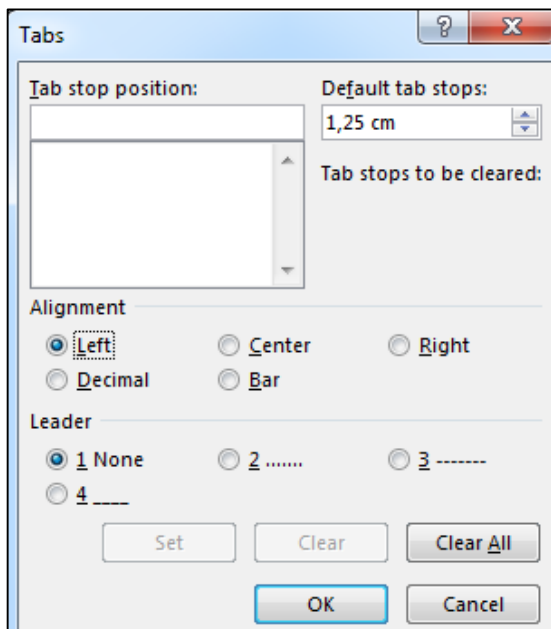 Tabs
Tab stop position: Default tab stops:
1,25 cm
Tab stops to be cleared:
Alignment
Left Center Right
Decimal Bar
Leader
1 None 2 ....... 3 -------
4 ____
Set Clear Clear All
OK Cancel